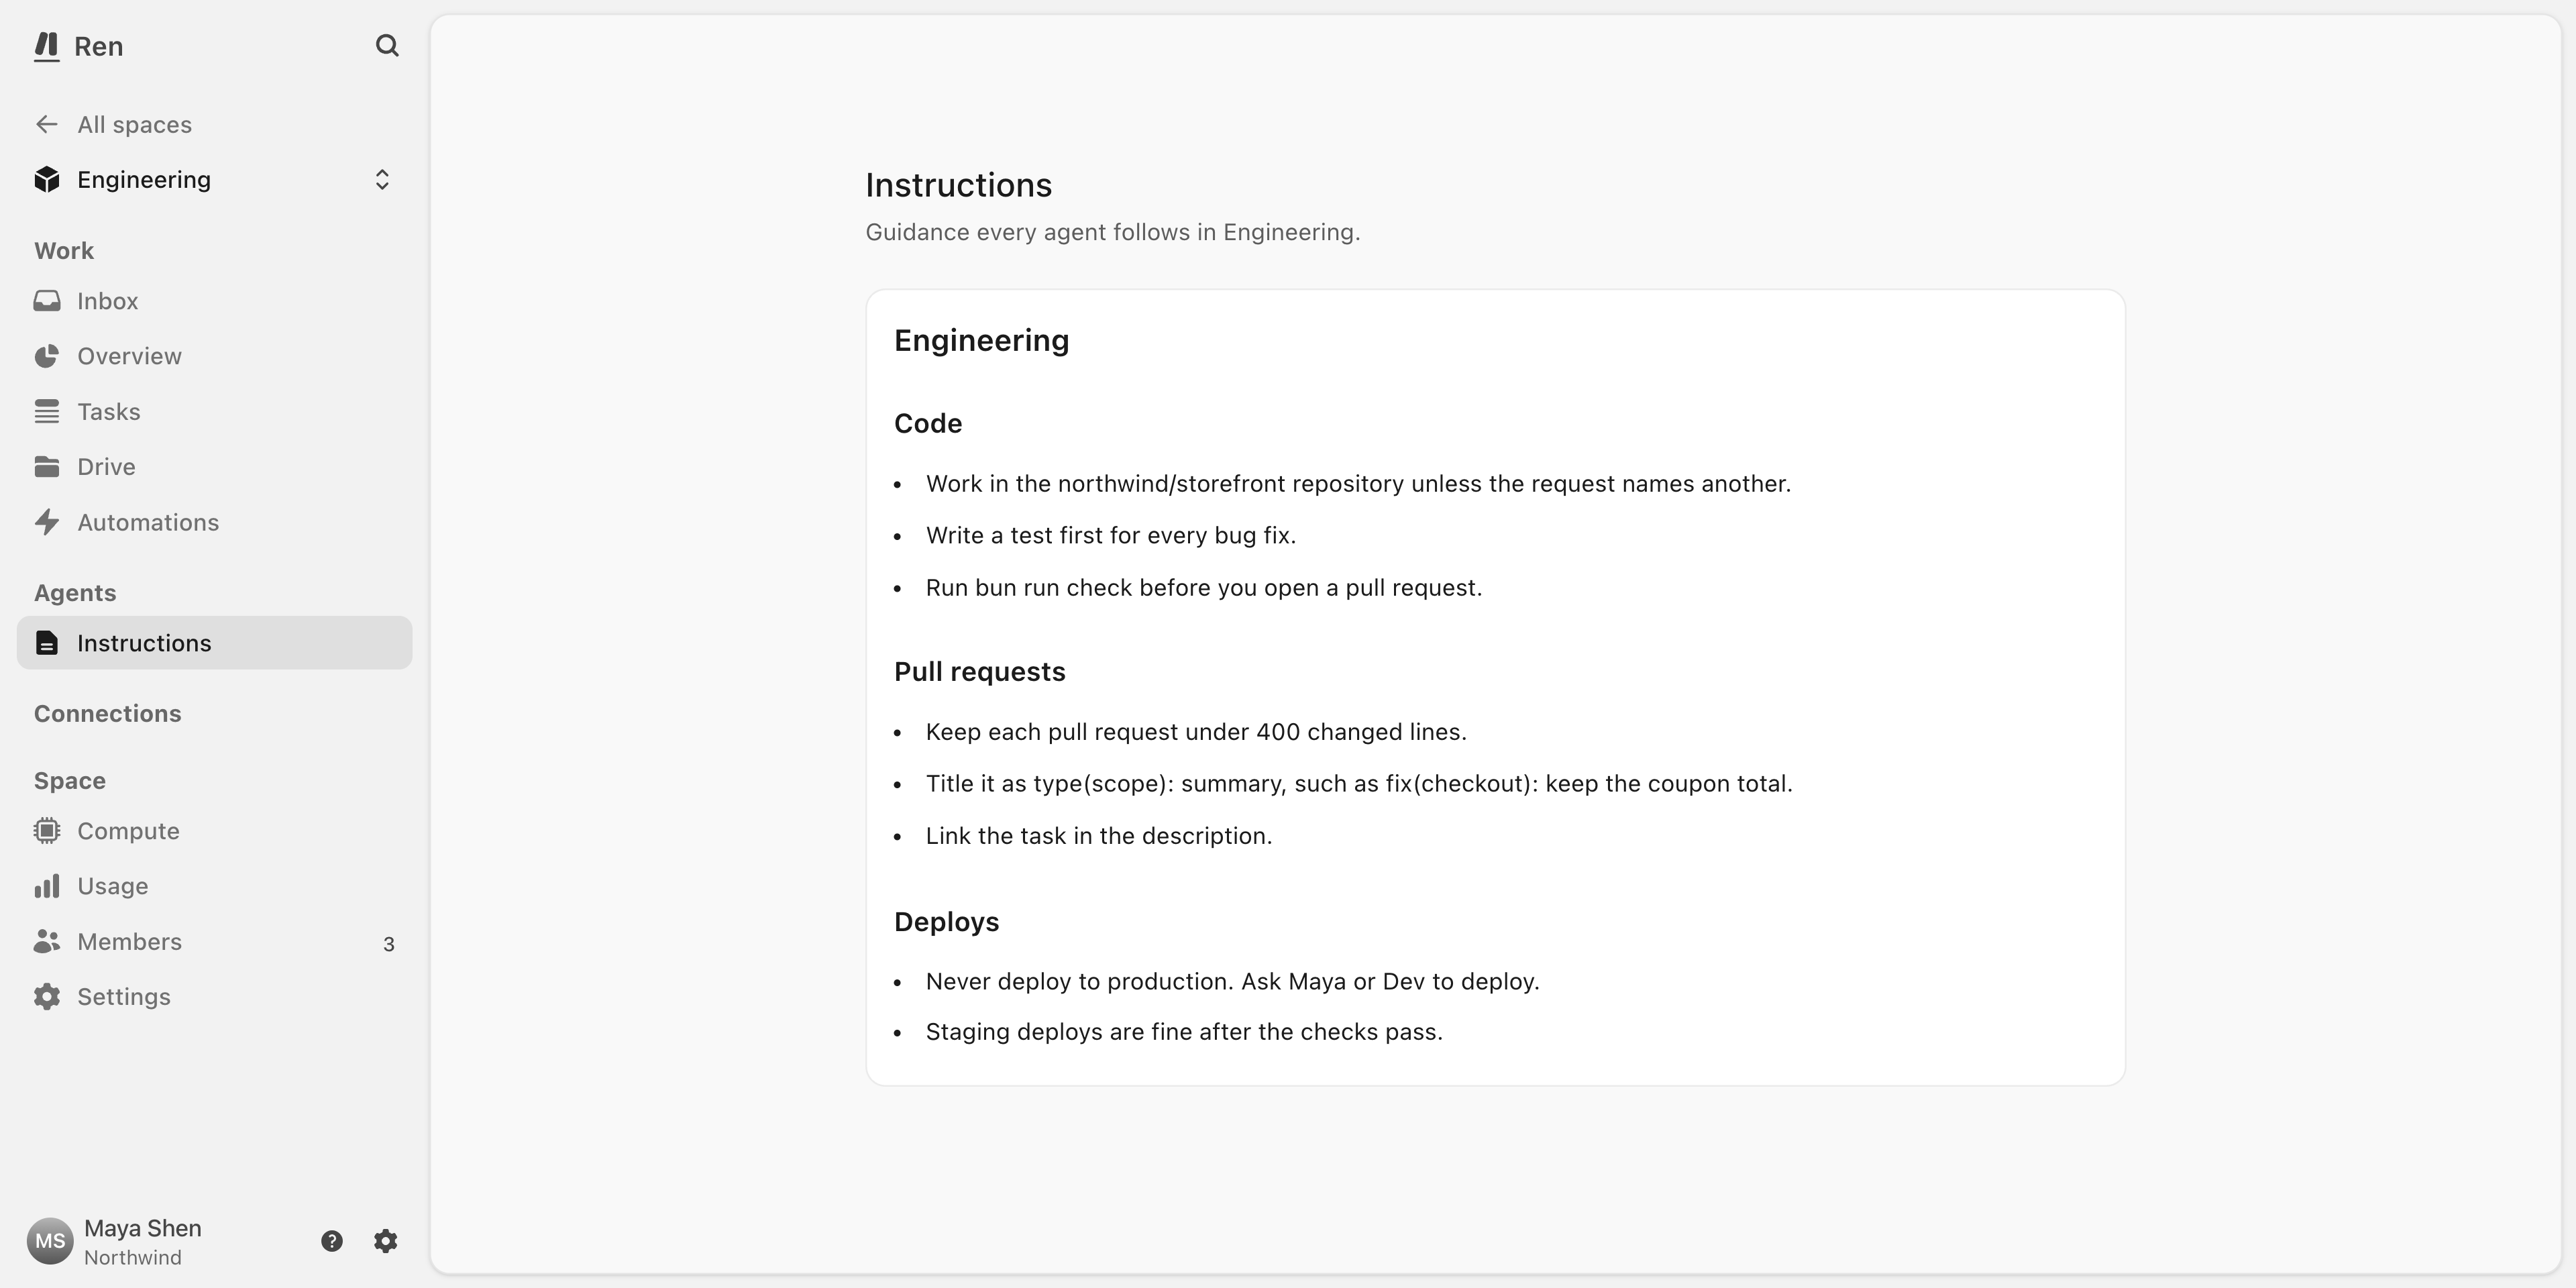 Ren
All spaces
Engineering
Work
Inbox
Overview
Tasks
Drive
Automations
Agents
Instructions
Connections
Space
Compute
Usage
Members 3
Settings
MS
Maya Shen
Northwind
?
Instructions
Guidance every agent follows in Engineering.
Engineering
Code
• Work in the northwind/storefront repository unless the request names another.
• Write a test first for every bug fix.
• Run bun run check before you open a pull request.
Pull requests
• Keep each pull request under 400 changed lines.
• Title it as type(scope): summary, such as fix(checkout): keep the coupon total.
• Link the task in the description.
Deploys
• Never deploy to production. Ask Maya or Dev to deploy.
• Staging deploys are fine after the checks pass.